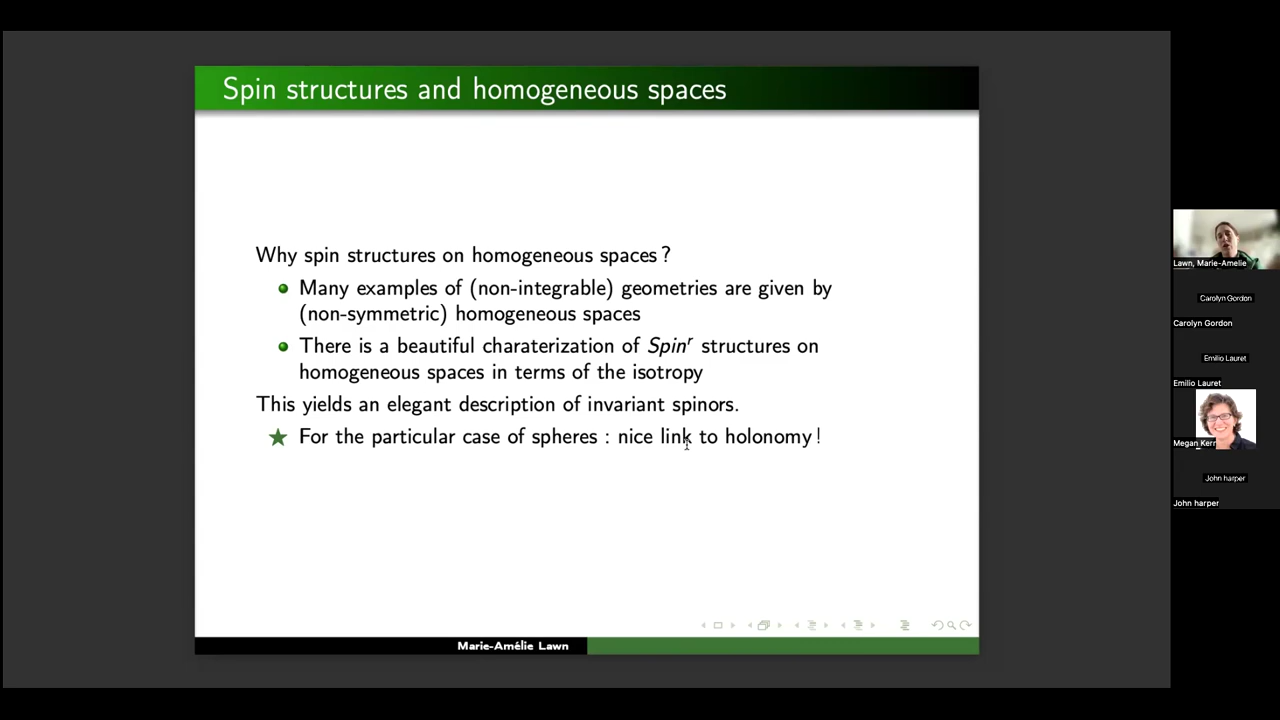 Spin structures and homogeneous spaces
Why spin structures on homogeneous spaces ?
Many examples of (non-integrable) geometries are given by
(non-symmetric) homogeneous spaces
There is a beautiful charaterization of Spinʳ structures on
homogeneous spaces in terms of the isotropy
This yields an elegant description of invariant spinors.
For the particular case of spheres : nice link to holonomy !
Marie-Amélie Lawn
Lawn, Marie-Amelie
Carolyn Gordon
Carolyn Gordon
Emilio Lauret
Emilio Lauret
Megan Kerr
John harper
John harper